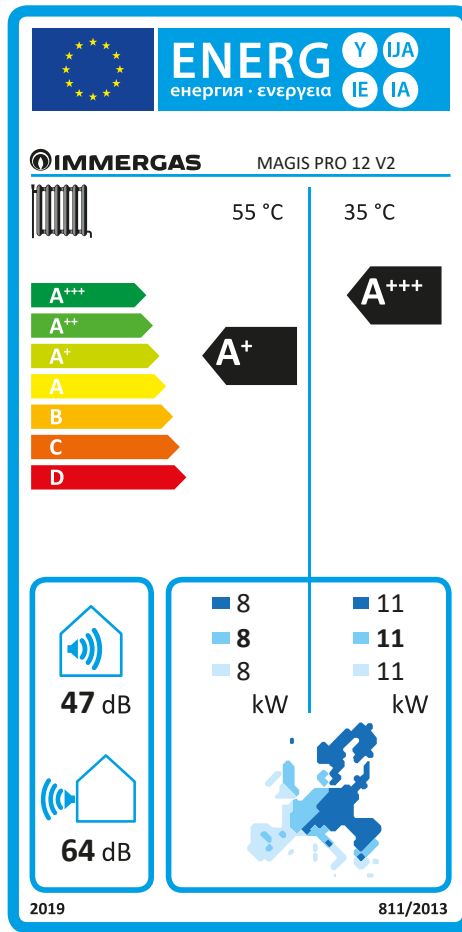 ENERG
енергия · ενεργεια
Y IJA
IE IA
IMMERGAS MAGIS PRO 12 V2
55 °C 35 °C
A+++
A++
A+
A
B
C
D
A+
A+++
47 dB
64 dB
8 11
8 11
8 11
kW kW
2019 811/2013